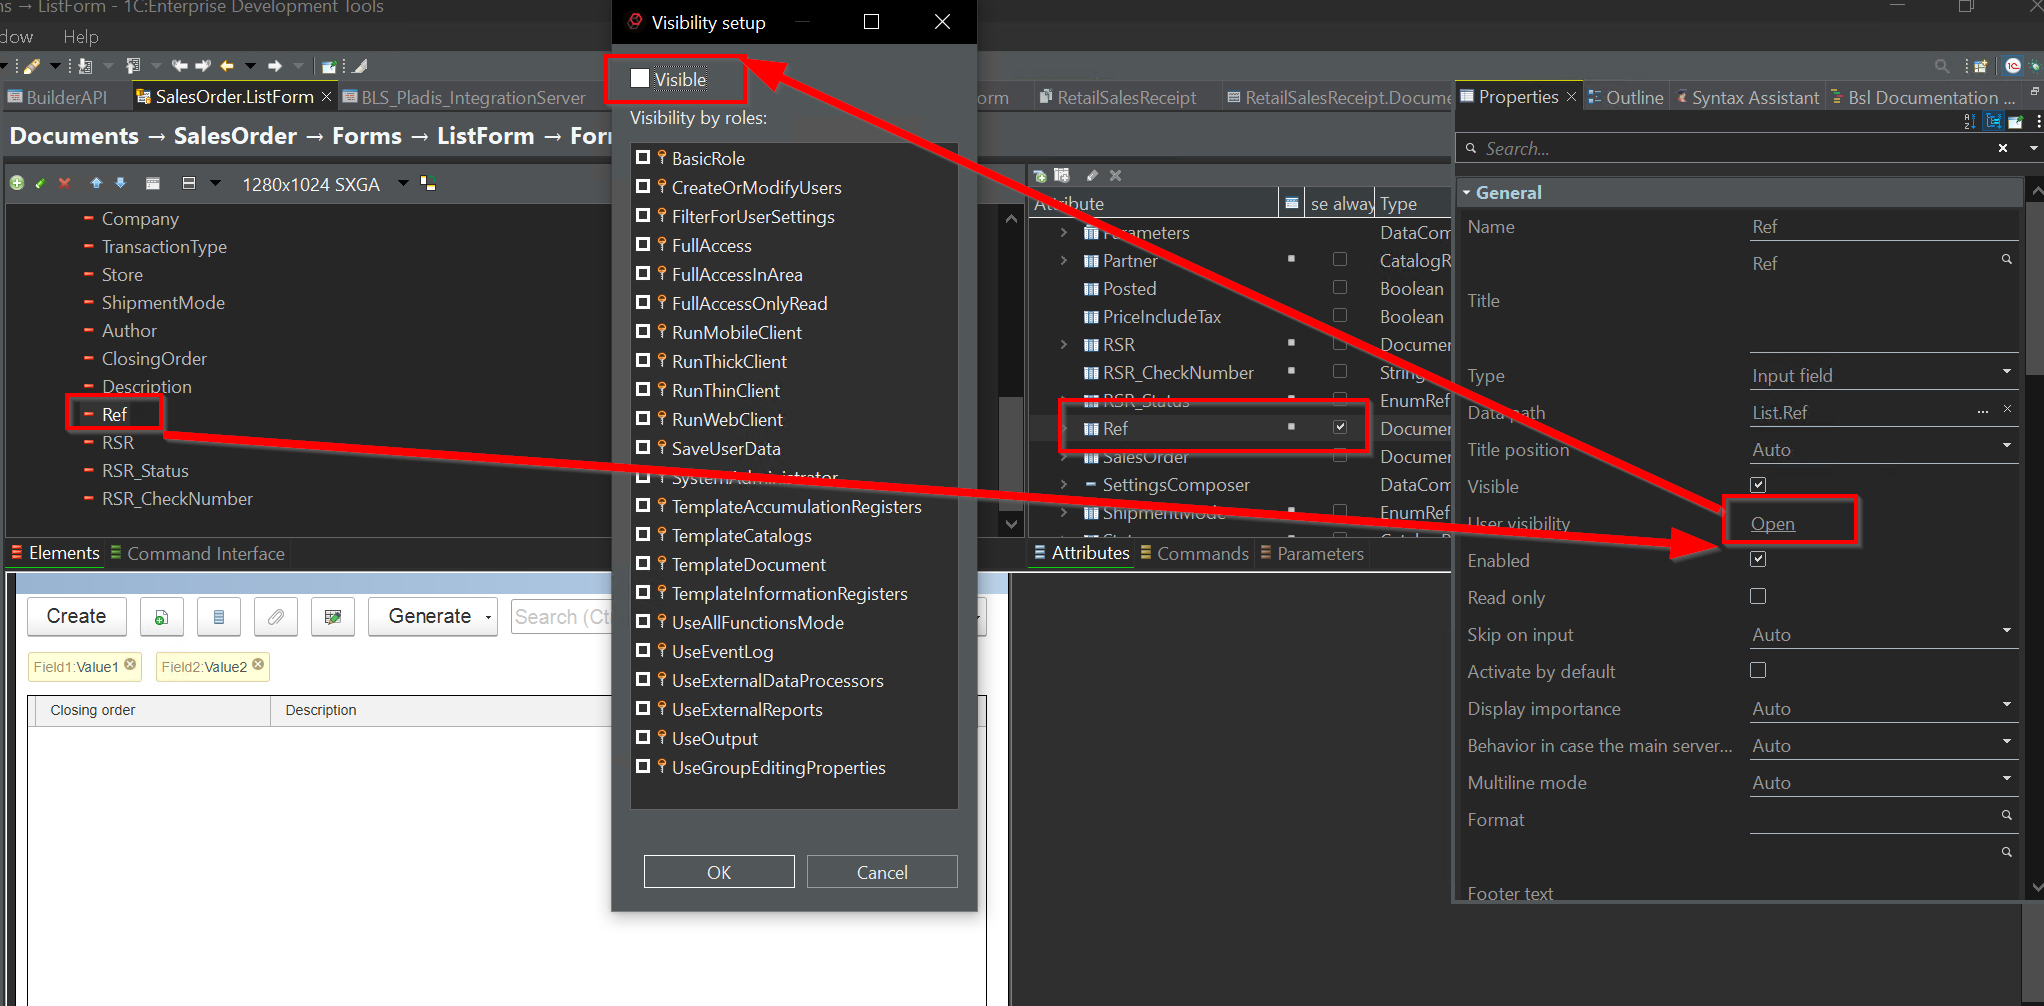 ns → ListForm - 1C:Enterprise Development Tools
dow Help
BuilderAPI
SalesOrder.ListForm
BLS_Pladis_IntegrationServer
orm
RetailSalesReceipt
RetailSalesReceipt.Docume
Documents → SalesOrder → Forms → ListForm → For
1280x1024 SXGA
Company
TransactionType
Store
ShipmentMode
Author
ClosingOrder
Description
Ref
RSR
RSR_Status
RSR_CheckNumber
Elements
Command Interface
Create
Generate
Search (Ct
Field1:Value1
Field2:Value2
Closing order
Description
Visibility setup
Visible
Visibility by roles:
BasicRole
CreateOrModifyUsers
FilterForUserSettings
FullAccess
FullAccessInArea
FullAccessOnlyRead
RunMobileClient
RunThickClient
RunThinClient
RunWebClient
SaveUserData
SystemAdministrator
TemplateAccumulationRegisters
TemplateCatalogs
TemplateDocument
TemplateInformationRegisters
UseAllFunctionsMode
UseEventLog
UseExternalDataProcessors
UseExternalReports
UseOutput
UseGroupEditingProperties
OK
Cancel
Attribute
se alway
Type
Parameters DataCom
Partner CatalogR
Posted Boolean
PriceIncludeTax Boolean
RSR Documer
RSR_CheckNumber String
RSR_Status EnumRef
Ref Documer
SalesOrder Documer
SettingsComposer DataCom
ShipmentMode EnumRef
Attributes
Commands
Parameters
Properties
Outline
Syntax Assistant
Bsl Documentation ...
Search...
General
Name Ref
Title Ref
Type Input field
Data path List.Ref ...
Title position Auto
Visible
User visibility Open
Enabled
Read only
Skip on input Auto
Activate by default
Display importance Auto
Behavior in case the main server... Auto
Multiline mode Auto
Format
Footer text